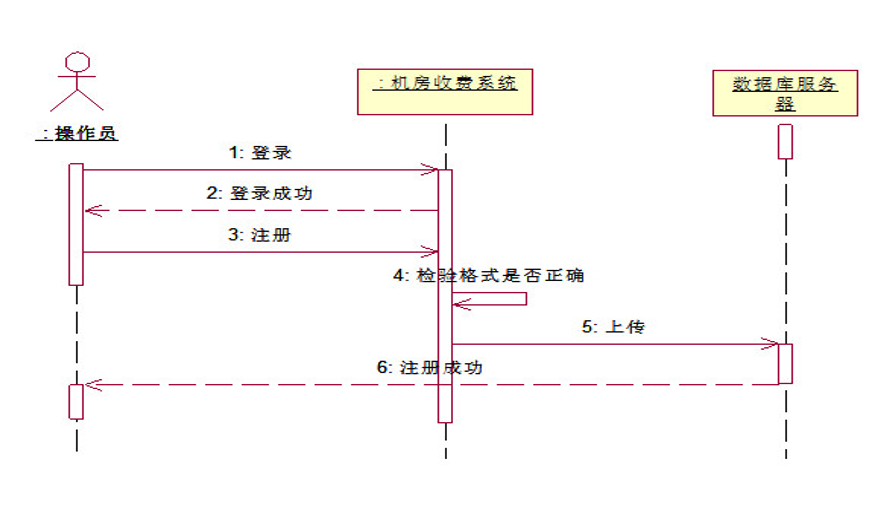 : 机房收费系统
数据库服务
器
: 操作员
1: 登录
2: 登录成功
3: 注册
4: 检验格式是否正确
5: 上传
6: 注册成功